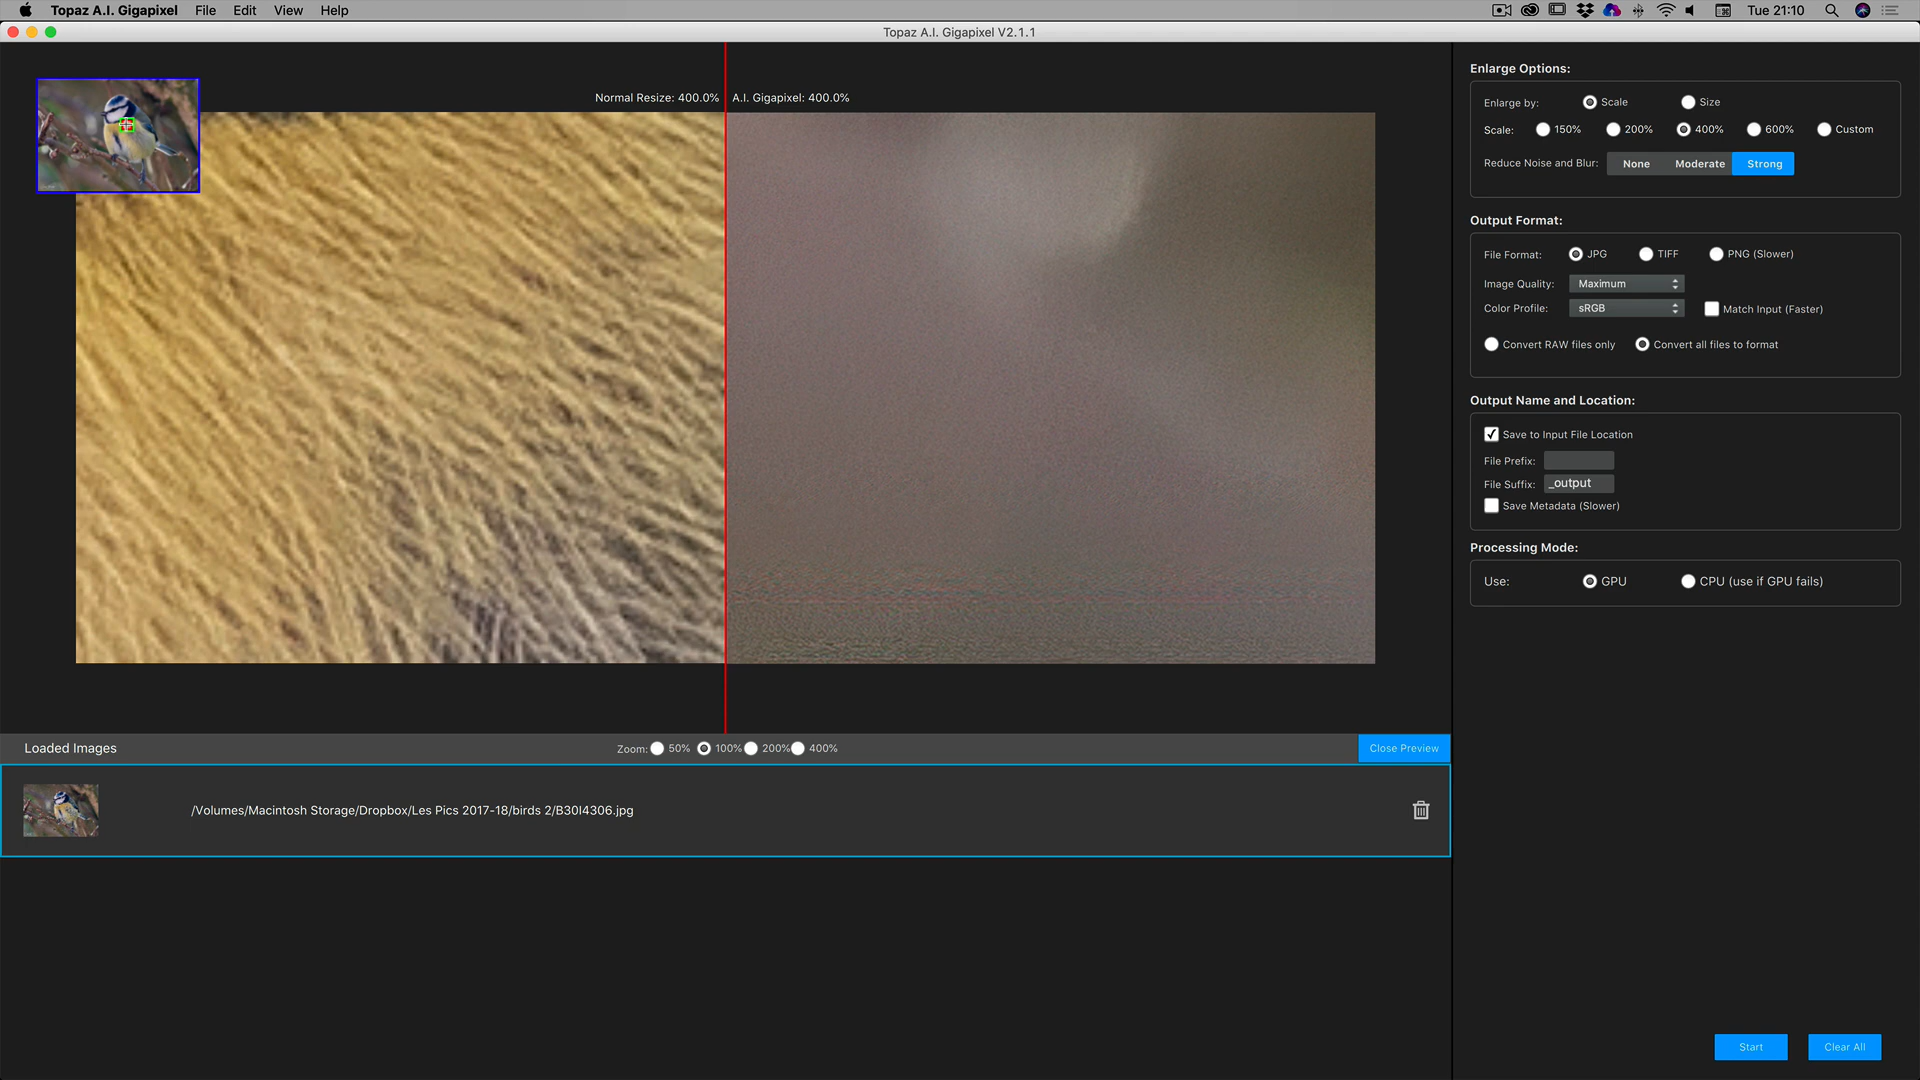 Topaz A.I. Gigapixel File Edit View Help Tue 21:10
Topaz A.I. Gigapixel V2.1.1
Normal Resize: 400.0% A.I. Gigapixel: 400.0%
Enlarge Options:
Enlarge by: Scale Size
Scale: 150% 200% 400% 600% Custom
Reduce Noise and Blur: None Moderate Strong
Output Format:
File Format: JPG TIFF PNG (Slower)
Image Quality: Maximum
Color Profile: sRGB Match Input (Faster)
Convert RAW files only Convert all files to format
Output Name and Location:
Save to Input File Location
File Prefix:
File Suffix: _output
Save Metadata (Slower)
Processing Mode:
Use: GPU CPU (use if GPU fails)
Loaded Images Zoom: 50% 100% 200% 400% Close Preview
/Volumes/Macintosh Storage/Dropbox/Les Pics 2017-18/birds 2/B30I4306.jpg
Start Clear All